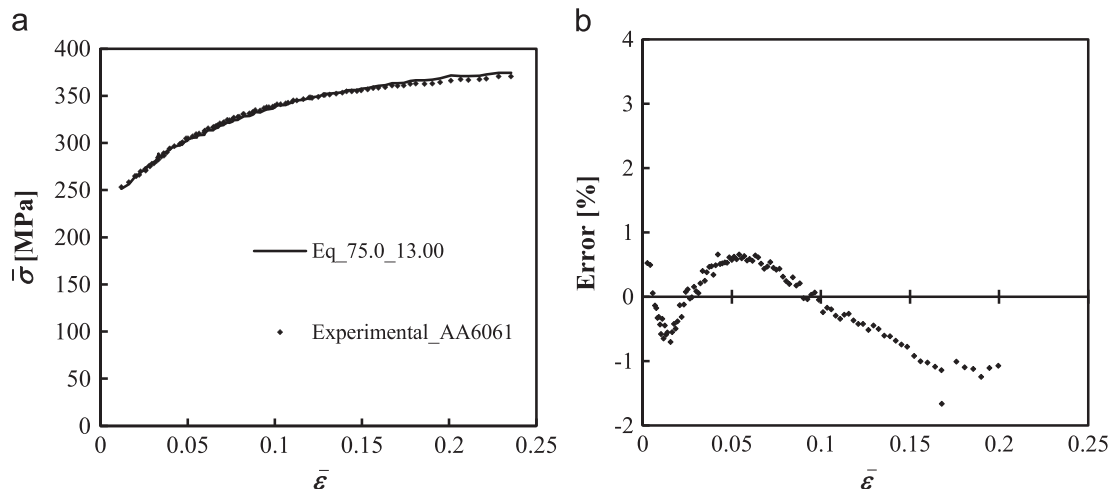 a
400
350
300
250
200
150
100
50
0
0 0.05 0.1 0.15 0.2 0.25
σ̄ [MPa]
ε̄
Eq_75.0_13.00
Experimental_AA6061
b
4
3
2
1
0
-1
-2
0 0.05 0.1 0.15 0.2 0.25
Error [%]
ε̄